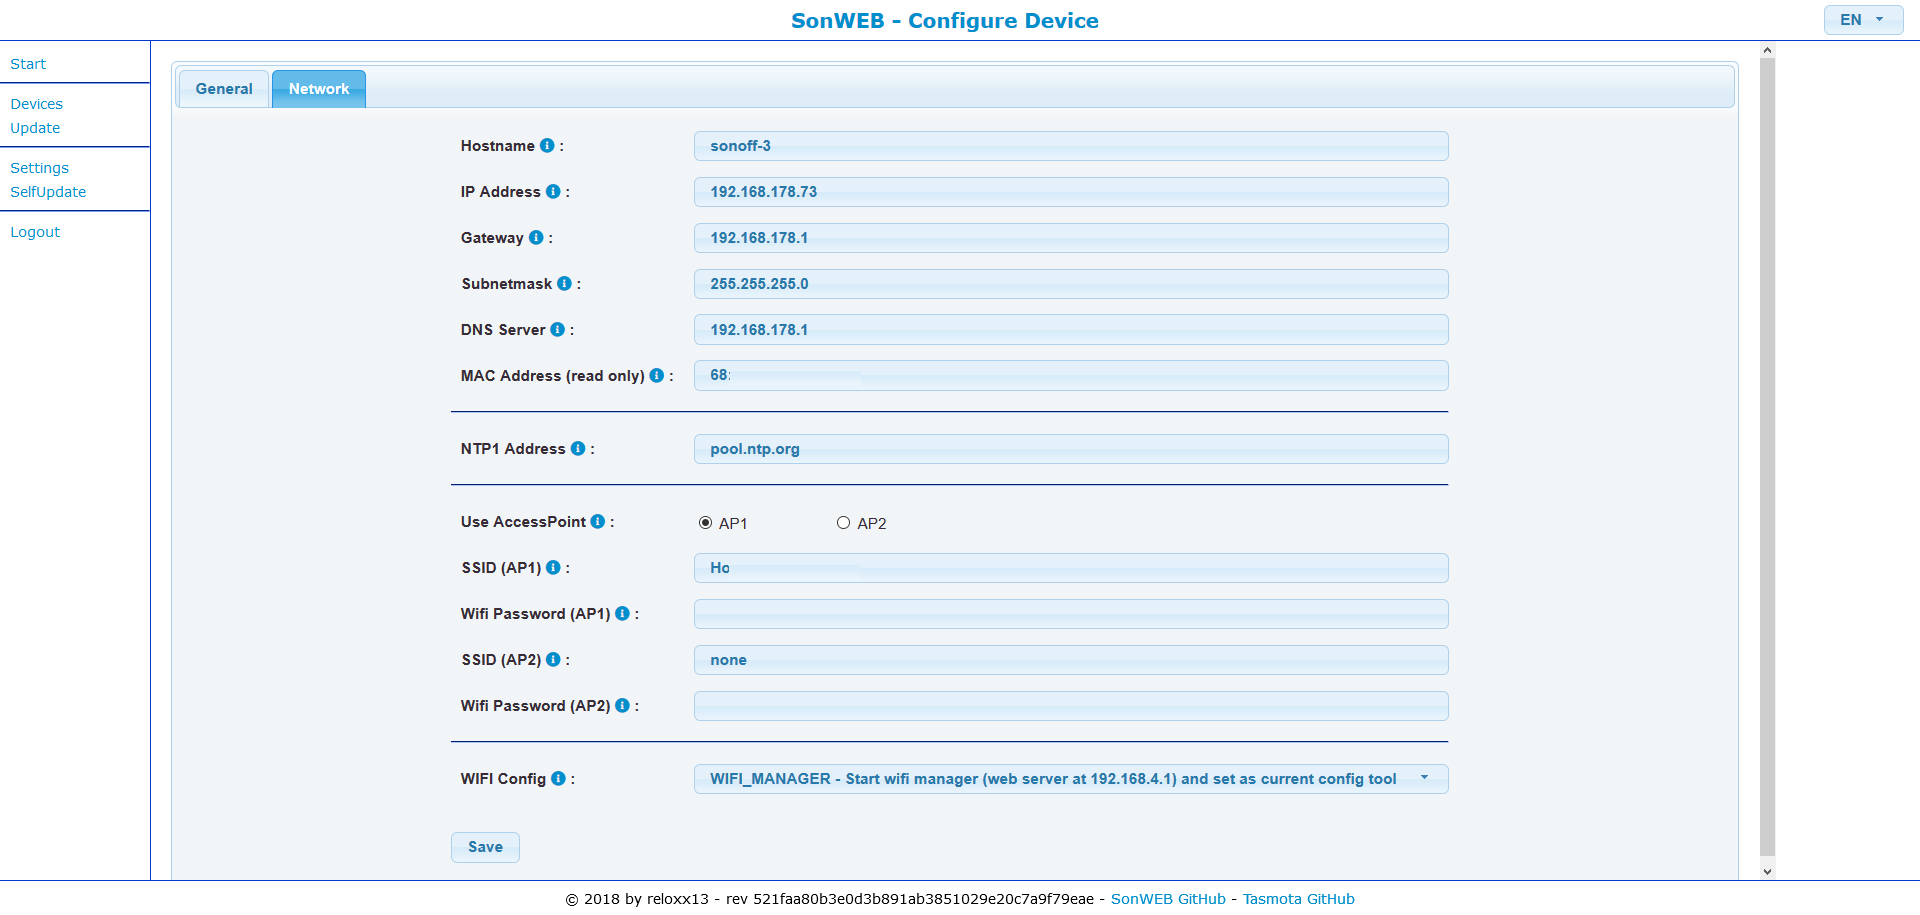 SonWEB - Configure Device
EN
Start
Devices
Update
Settings
SelfUpdate
Logout
General
Network
Hostname :
sonoff-3
IP Address :
192.168.178.73
Gateway :
192.168.178.1
Subnetmask :
255.255.255.0
DNS Server :
192.168.178.1
MAC Address (read only) :
68:
NTP1 Address :
pool.ntp.org
Use AccessPoint :
AP1
AP2
SSID (AP1) :
Ho
Wifi Password (AP1) :
SSID (AP2) :
none
Wifi Password (AP2) :
WIFI Config :
WIFI_MANAGER - Start wifi manager (web server at 192.168.4.1) and set as current config tool
Save
© 2018 by reloxx13 - rev 521faa80b3e0d3b891ab3851029e20c7a9f79eae - SonWEB GitHub - Tasmota GitHub